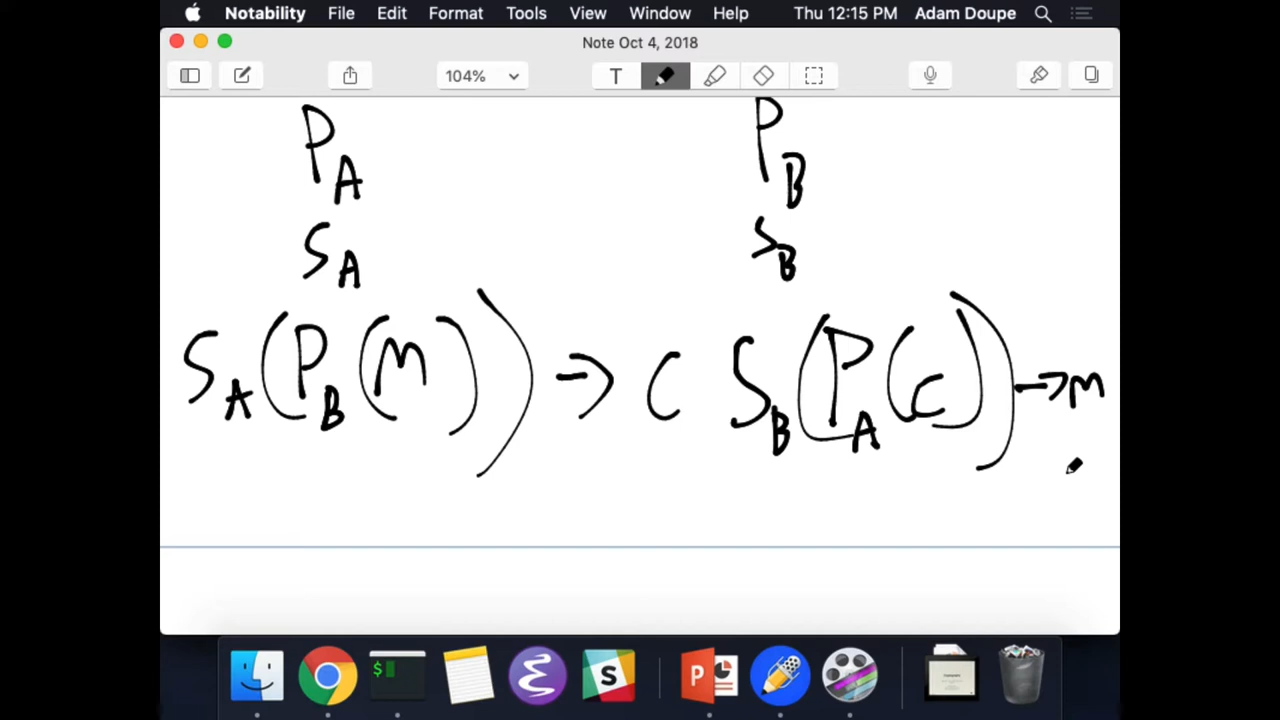 Notability File Edit Format Tools View Window Help Thu 12:15 PM Adam Doupe
Note Oct 4, 2018
104% T
P_A P_B
S_A S_B
S_A(P_B(M)) -> C S_B(P_A(C)) -> M
$
S
P